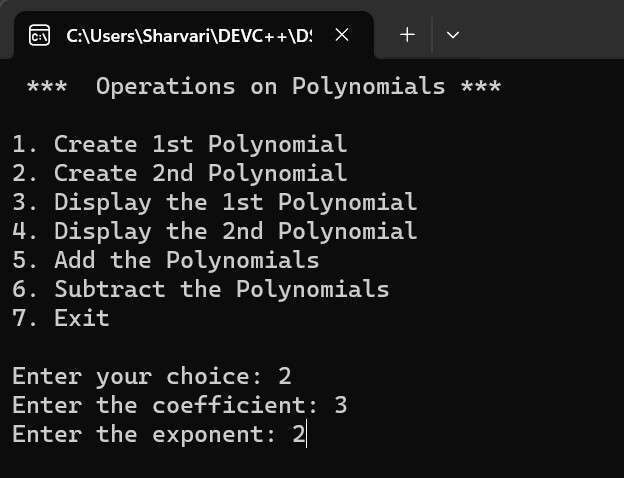 C:\Users\Sharvari\DEVC++\DS
*** Operations on Polynomials ***
1. Create 1st Polynomial
2. Create 2nd Polynomial
3. Display the 1st Polynomial
4. Display the 2nd Polynomial
5. Add the Polynomials
6. Subtract the Polynomials
7. Exit
Enter your choice: 2
Enter the coefficient: 3
Enter the exponent: 2